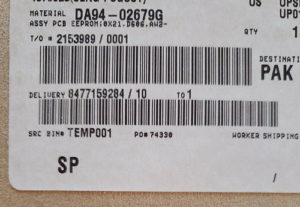 MATERIAL DA94-02679G
ASSY PCB EEPROM;0X21,D606,AW2-
QTY 1
T/O # 2153989 / 0001
DESTINATI
PAK
DELIVERY 8477159284 / 10 TO 1
SRC BIN# TEMP001 PO# 74330 WORKER SHIPPING
SP /